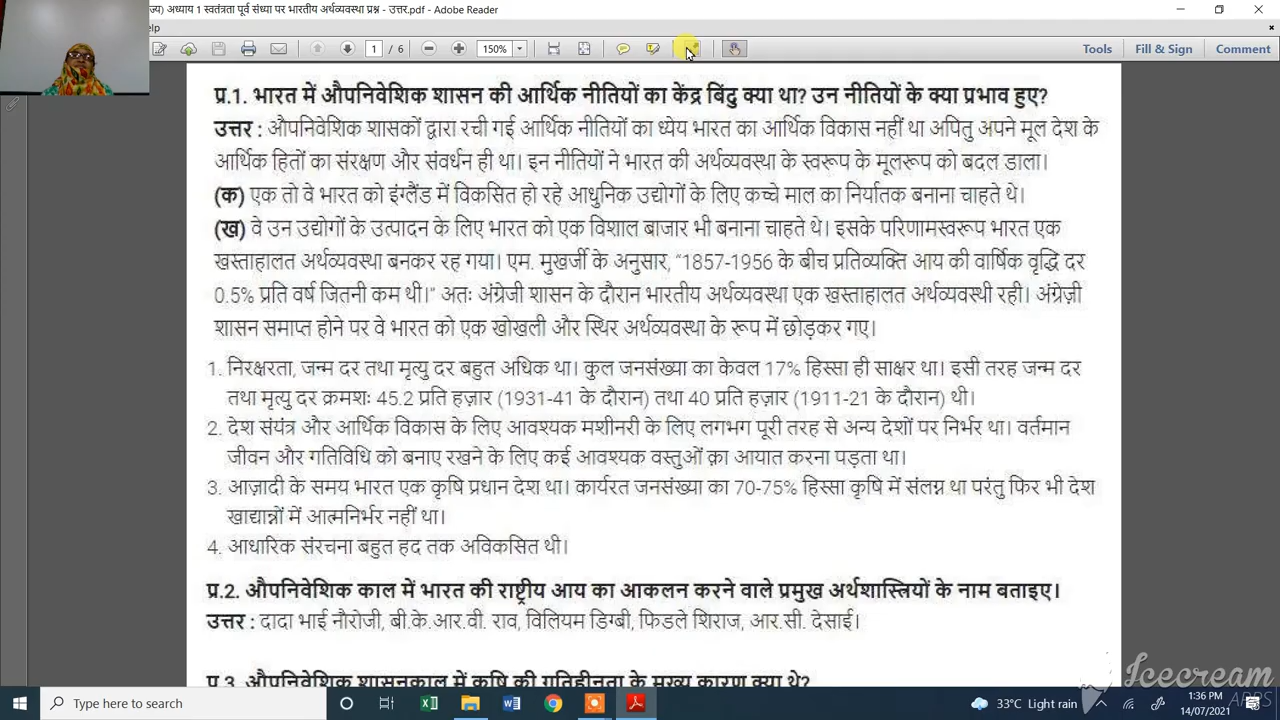 ज्य) अध्याय 1 स्वतंत्रता पूर्व संध्या पर भारतीय अर्थव्यवस्था प्रश्न - उत्तर.pdf - Adobe Reader
lp
1 / 6 150% Tools Fill & Sign Comment
प्र.1. भारत में औपनिवेशिक शासन की आर्थिक नीतियों का केंद्र बिंदु क्या था? उन नीतियों के क्या प्रभाव हुए?
उत्तर : औपनिवेशिक शासकों द्वारा रची गई आर्थिक नीतियों का ध्येय भारत का आर्थिक विकास नहीं था अपितु अपने मूल देश के
आर्थिक हितों का संरक्षण और संवर्धन ही था। इन नीतियों ने भारत की अर्थव्यवस्था के स्वरूप के मूलरूप को बदल डाला।
(क) एक तो वे भारत को इंग्लैंड में विकसित हो रहे आधुनिक उद्योगों के लिए कच्चे माल का निर्यातक बनाना चाहते थे।
(ख) वे उन उद्योगों के उत्पादन के लिए भारत को एक विशाल बाजार भी बनाना चाहते थे। इसके परिणामस्वरूप भारत एक
खस्ताहालत अर्थव्यवस्था बनकर रह गया। एम. मुखर्जी के अनुसार, “1857-1956 के बीच प्रतिव्यक्ति आय की वार्षिक वृद्धि दर
0.5% प्रति वर्ष जितनी कम थी।” अतः अंग्रेजी शासन के दौरान भारतीय अर्थव्यवस्था एक खस्ताहालत अर्थव्यवस्थी रही। अंग्रेज़ी
शासन समाप्त होने पर वे भारत को एक खोखली और स्थिर अर्थव्यवस्था के रूप में छोड़कर गए।
1. निरक्षरता, जन्म दर तथा मृत्यु दर बहुत अधिक था। कुल जनसंख्या का केवल 17% हिस्सा ही साक्षर था। इसी तरह जन्म दर
तथा मृत्यु दर क्रमशः 45.2 प्रति हज़ार (1931-41 के दौरान) तथा 40 प्रति हज़ार (1911-21 के दौरान) थी।
2. देश संयंत्र और आर्थिक विकास के लिए आवश्यक मशीनरी के लिए लगभग पूरी तरह से अन्य देशों पर निर्भर था। वर्तमान
जीवन और गतिविधि को बनाए रखने के लिए कई आवश्यक वस्तुओं क़ा आयात करना पड़ता था।
3. आज़ादी के समय भारत एक कृषि प्रधान देश था। कार्यरत जनसंख्या का 70-75% हिस्सा कृषि में संलग्न था परंतु फिर भी देश
खाद्यान्नों में आत्मनिर्भर नहीं था।
4. आधारिक संरचना बहुत हद तक अविकसित थी।
प्र.2. औपनिवेशिक काल में भारत की राष्ट्रीय आय का आकलन करने वाले प्रमुख अर्थशास्त्रियों के नाम बताइए।
उत्तर : दादा भाई नौरोजी, बी.के.आर.वी. राव, विलियम डिग्बी, फिडले शिराज, आर.सी. देसाई।
प्र.3. औपनिवेशिक शासनकाल में कृषि की गतिहीनता के मुख्य कारण क्या थे?
Icecream
APPS
Type here to search 33°C Light rain 1:36 PM
14/07/2021